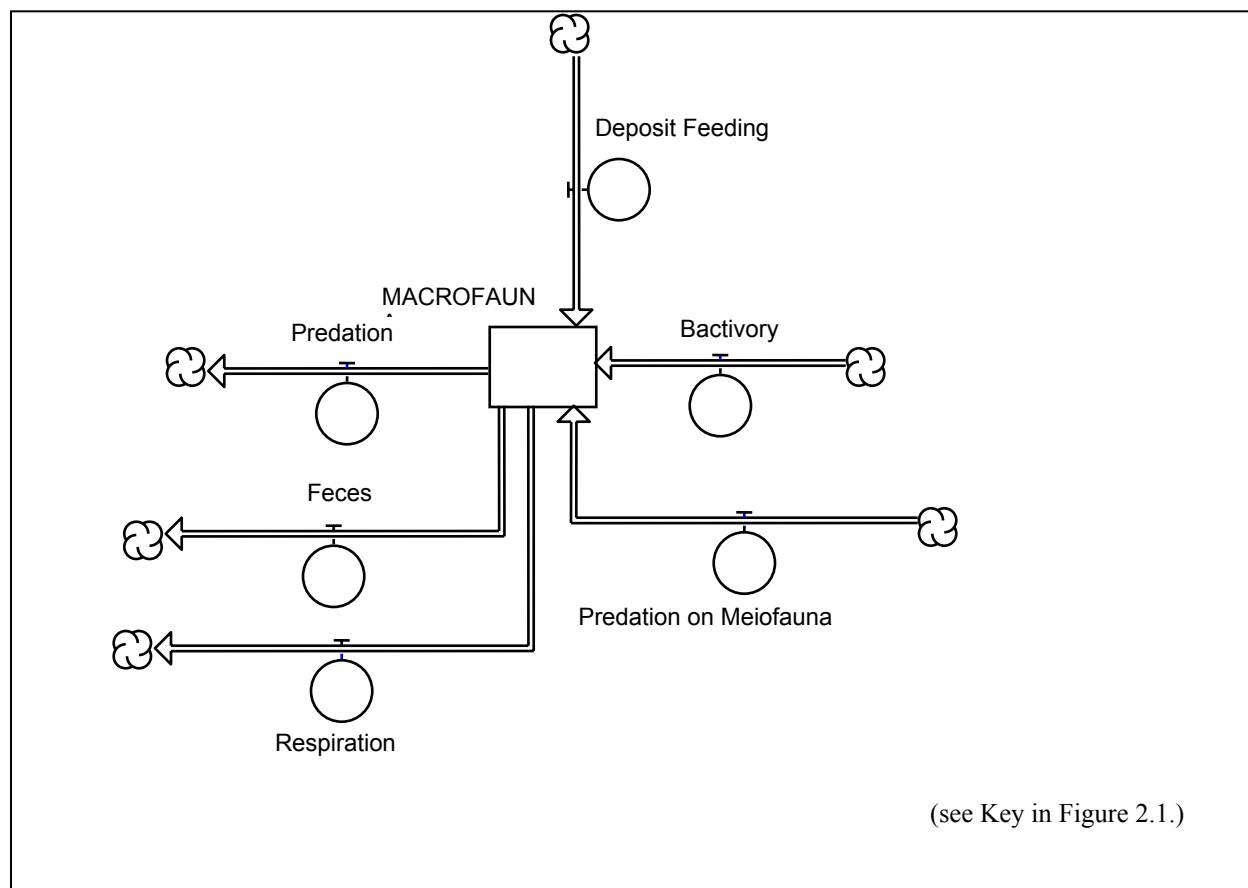 Deposit Feeding
MACROFAUN
Predation
Bactivory
Feces
Predation on Meiofauna
Respiration
(see Key in Figure 2.1.)